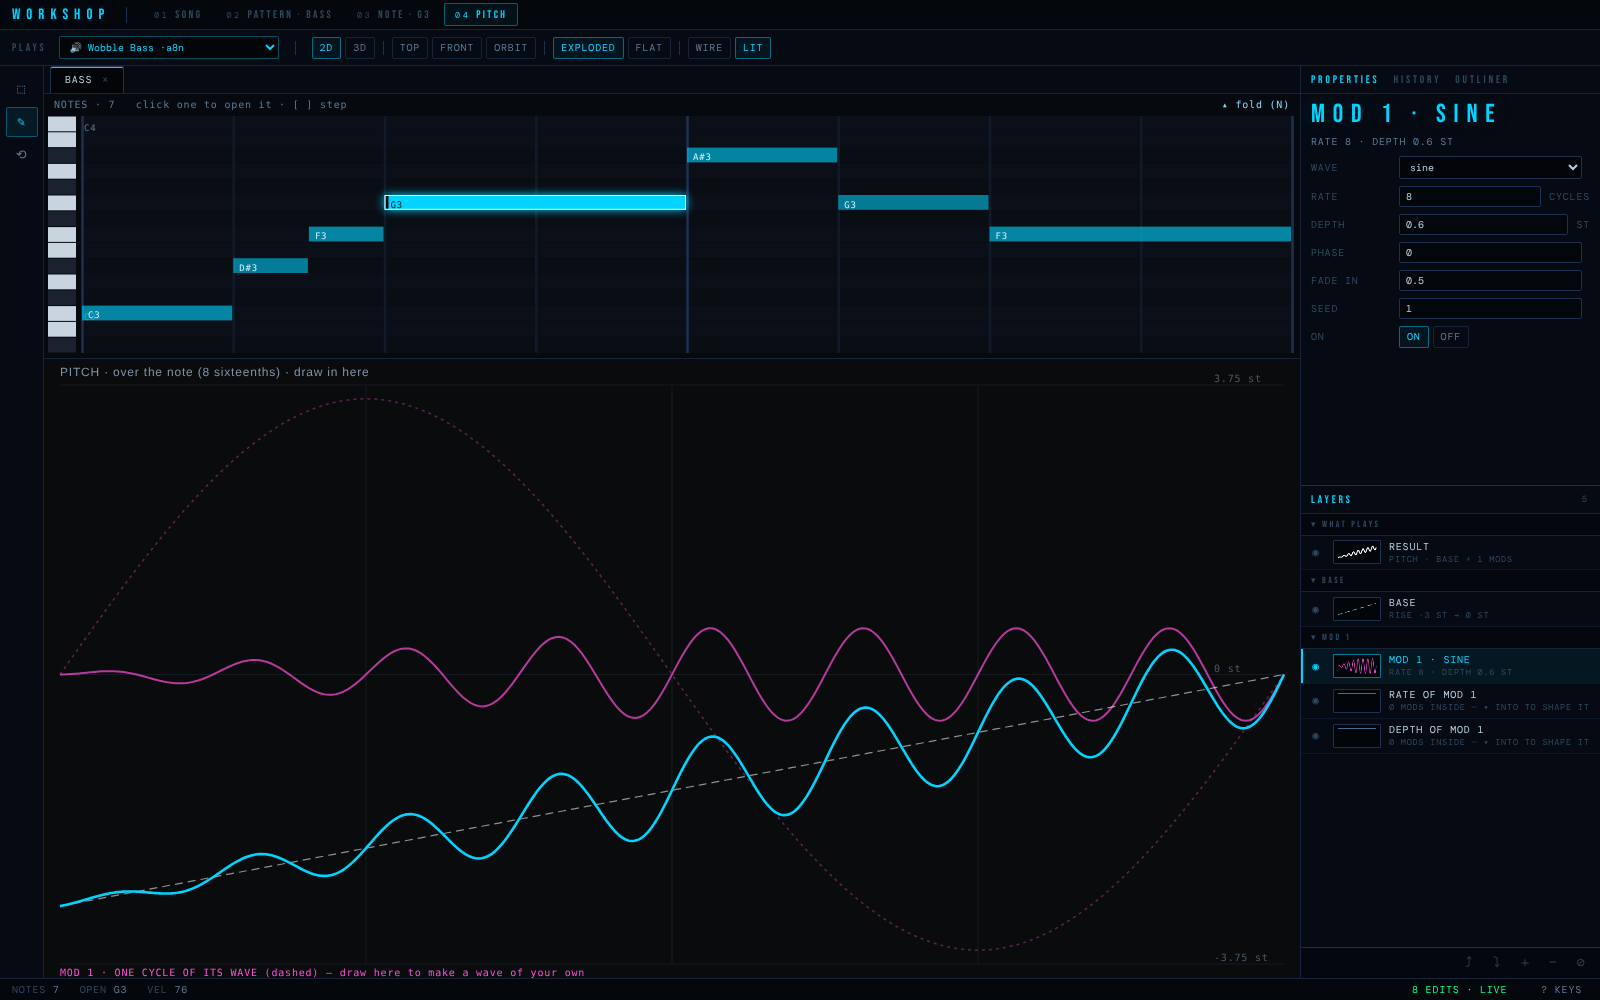 WORKSHOP 01 SONG 02 PATTERN · BASS 03 NOTE · G3 04 PITCH
PLAYS 🔊 Wobble Bass -a8n 2D 3D TOP FRONT ORBIT EXPLODED FLAT WIRE LIT
BASS ×
NOTES · 7 click one to open it · [ ] step ▴ fold (N)
C4
A#3
G3
G3
F3
F3
D#3
C3
PITCH · over the note (8 sixteenths) · draw in here
3.75 st
0 st
-3.75 st
MOD 1 · ONE CYCLE OF ITS WAVE (dashed) — draw here to make a wave of your own
PROPERTIES HISTORY OUTLINER
MOD 1 · SINE
RATE 8 · DEPTH 0.6 ST
WAVE sine
RATE 8 CYCLES
DEPTH 0.6 ST
PHASE 0
FADE IN 0.5
SEED 1
ON ON OFF
LAYERS 5
▾ WHAT PLAYS
RESULT
PITCH · BASE + 1 MODS
▾ BASE
BASE
RISE -3 ST → 0 ST
▾ MOD 1
MOD 1 · SINE
RATE 8 · DEPTH 0.6 ST
RATE OF MOD 1
0 MODS INSIDE — + INTO TO SHAPE IT
DEPTH OF MOD 1
0 MODS INSIDE — + INTO TO SHAPE IT
NOTES 7 OPEN G3 VEL 76 8 EDITS · LIVE ? KEYS